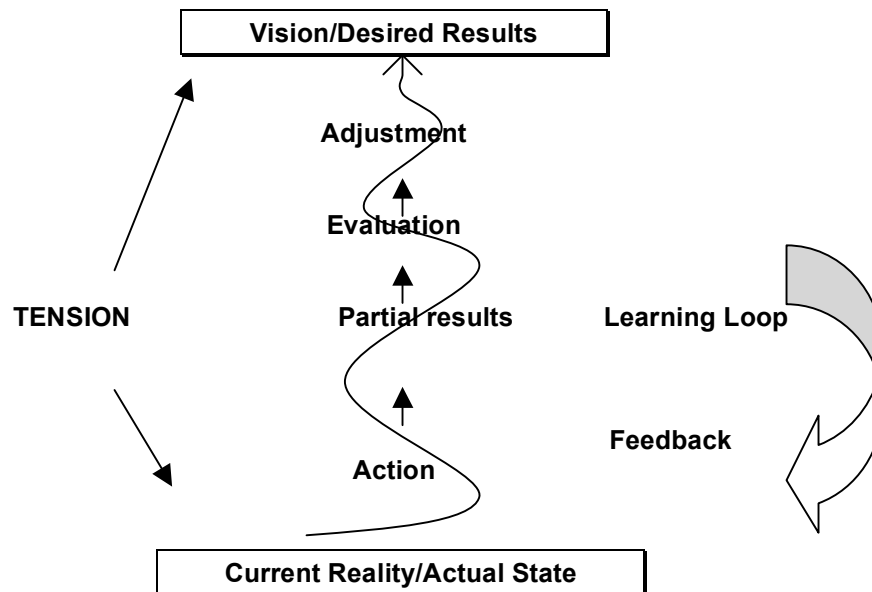 Vision/Desired Results
Adjustment
Evaluation
TENSION
Partial results
Learning Loop
Feedback
Action
Current Reality/Actual State